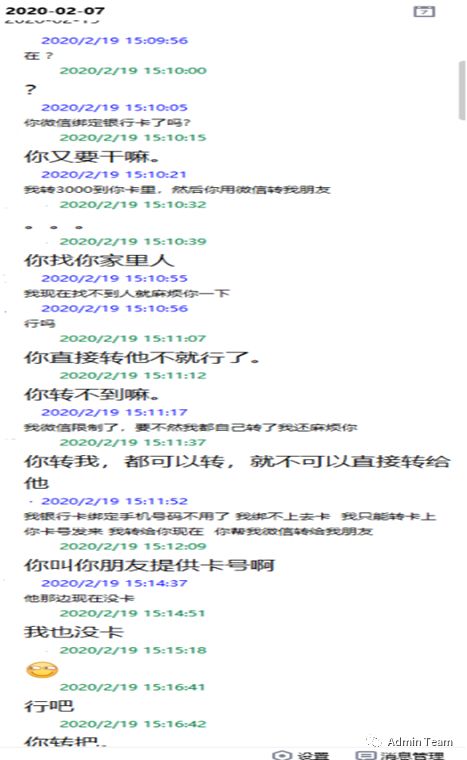 2020-02-07
2020/2/19 15:09:56
在？
2020/2/19 15:10:00
？
2020/2/19 15:10:05
你微信绑定银行卡了吗？
2020/2/19 15:10:15
你又要干嘛。
2020/2/19 15:10:21
我转3000到你卡里，然后你用微信转我朋友
2020/2/19 15:10:32
。。。
2020/2/19 15:10:39
你找你家里人
2020/2/19 15:10:55
我现在找不到人就麻烦你一下
2020/2/19 15:10:56
行吗
2020/2/19 15:11:07
你直接转他不就行了。
2020/2/19 15:11:12
你转不到嘛。
2020/2/19 15:11:17
我微信限制了，要不然我都自己转了我还麻烦你
2020/2/19 15:11:37
你转我，都可以转，就不可以直接转给
他
2020/2/19 15:11:52
我银行卡绑定手机号码不用了 我绑不上去卡 我只能转卡上
你卡号发来 我转给你现在 你帮我微信转给我朋友
2020/2/19 15:12:09
你叫你朋友提供卡号啊
2020/2/19 15:14:37
他那边现在没卡
2020/2/19 15:14:51
我也没卡
2020/2/19 15:15:18
2020/2/19 15:16:41
行吧
2020/2/19 15:16:42
你转把。
Admin Team
设置 消息管理